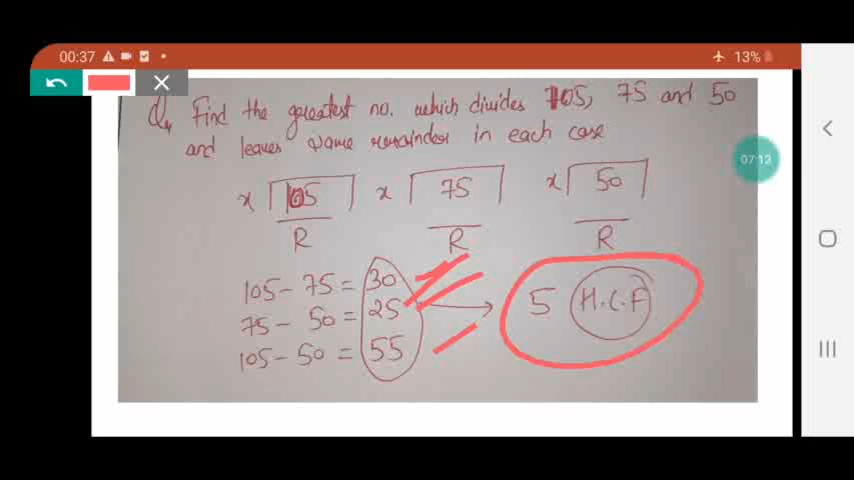 00:37
13%
Q. Find the greatest no. which divides 105, 75 and 50
and leaves same remainder in each case
x 105 x 75 x 50
R R R
105 - 75 = 30
75 - 50 = 25
105 - 50 = 55
5 H.C.F
07:12